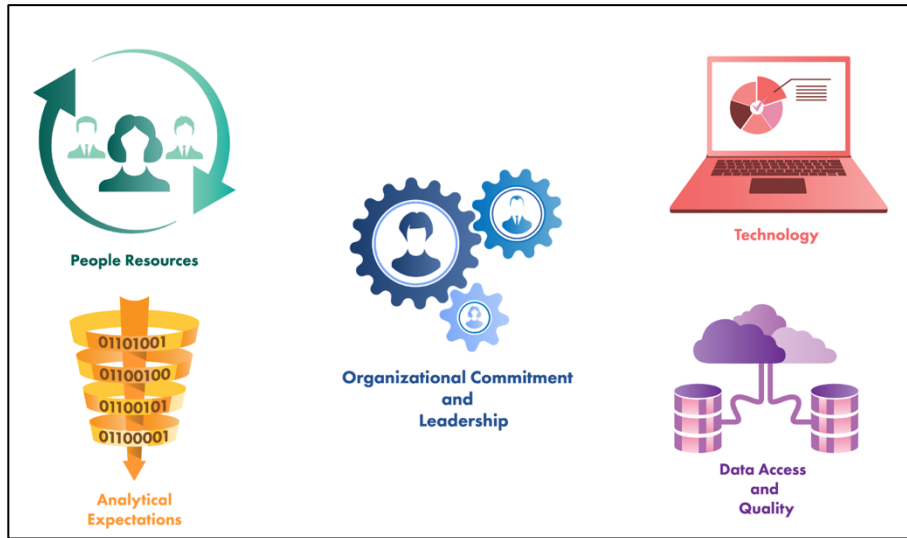 People Resources
01101001
01100100
01100101
01100001
Analytical
Expectations
Organizational Commitment
and
Leadership
Technology
Data Access
and
Quality